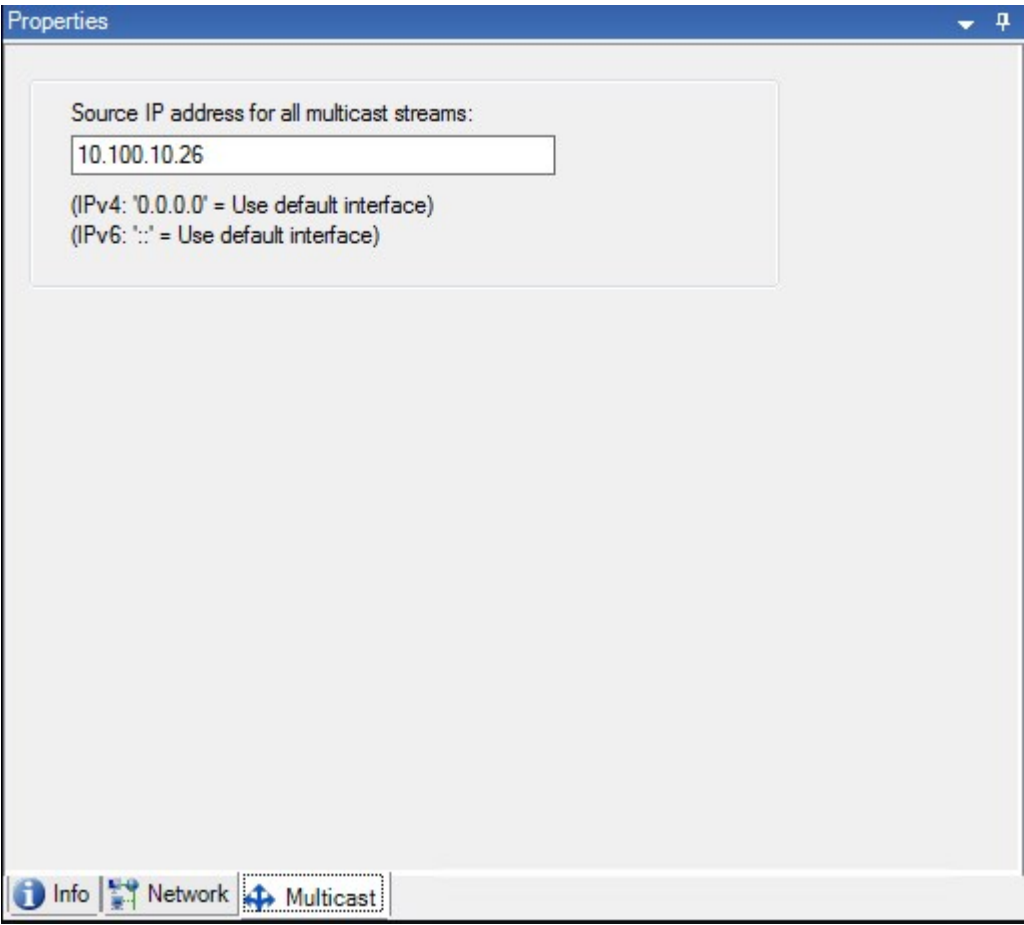 Properties
Source IP address for all multicast streams:
10.100.10.26
(IPv4: '0.0.0.0' = Use default interface)
(IPv6: '::' = Use default interface)
Info Network Multicast